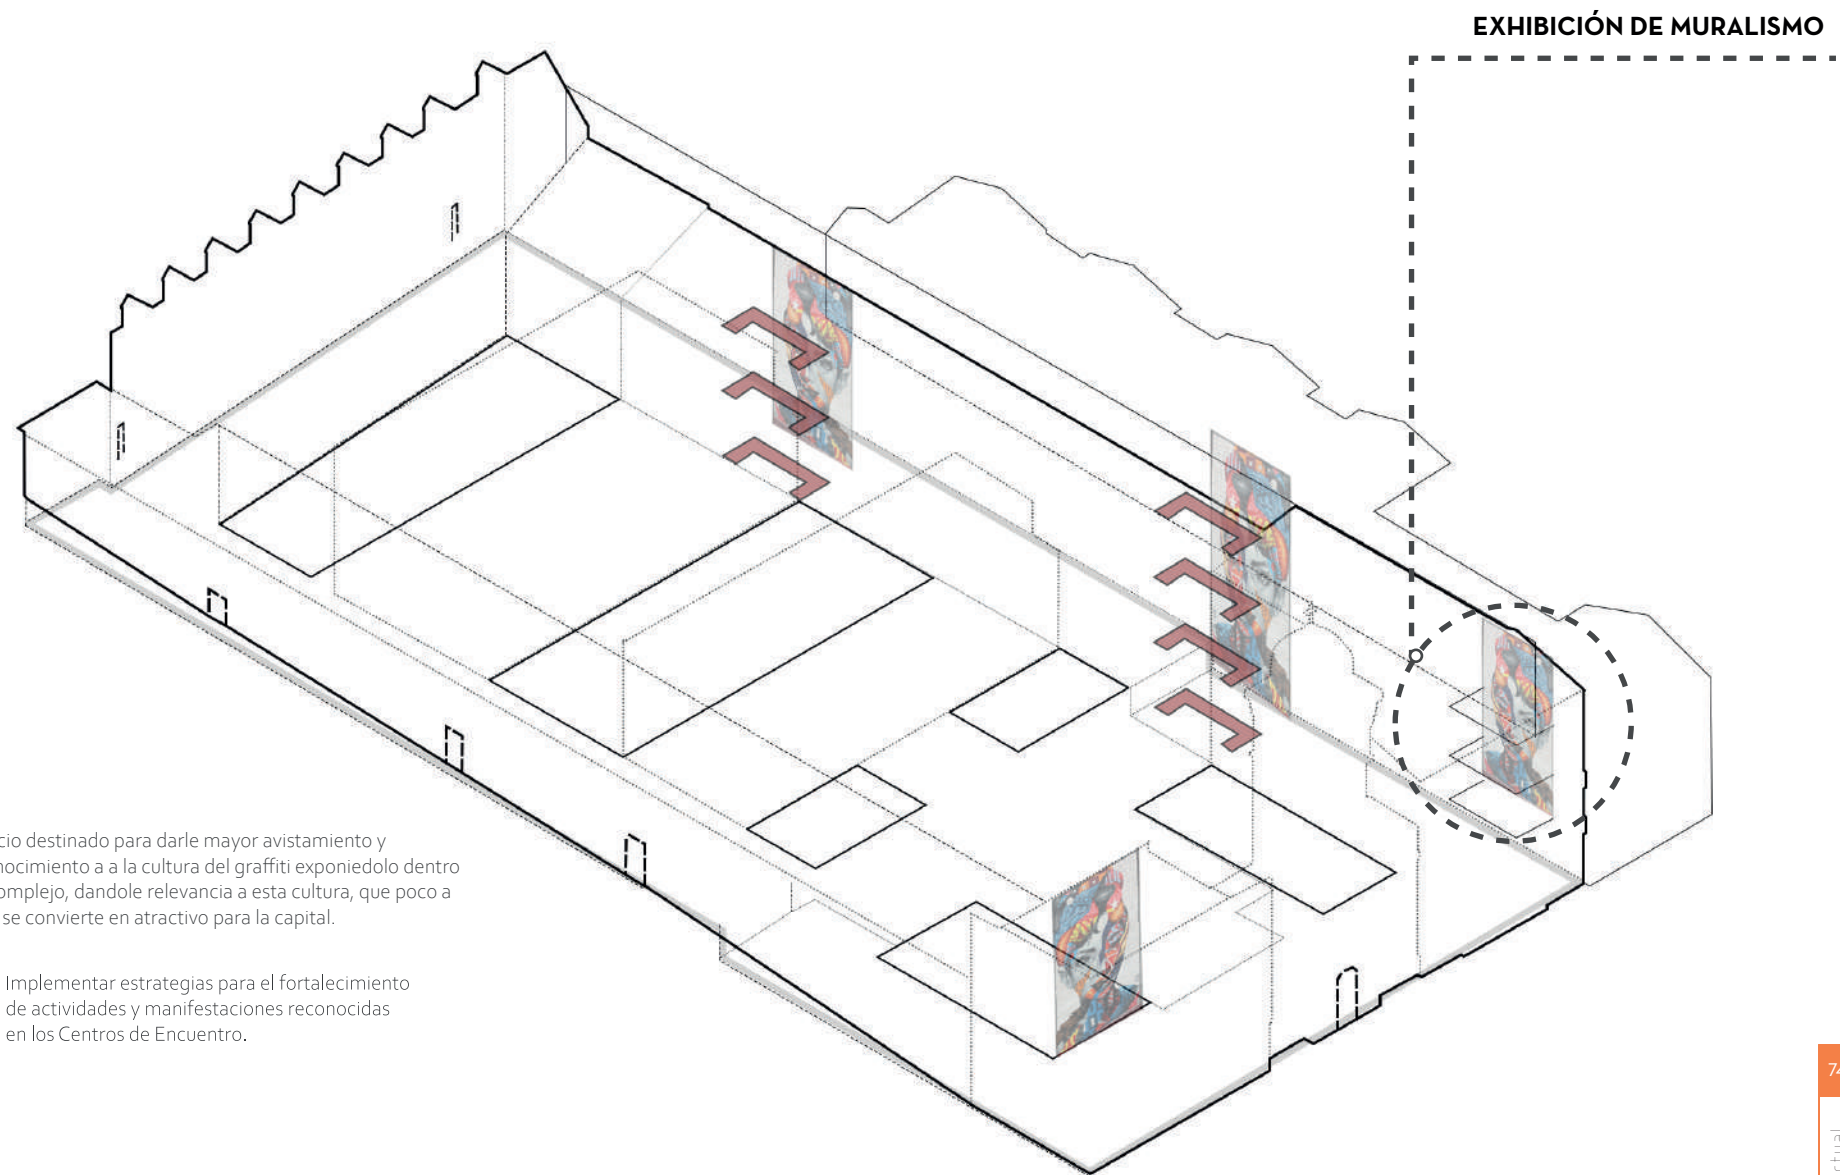 EXHIBICIÓN DE MURALISMO
cio destinado para darle mayor avistamiento y
nocimiento a a la cultura del graffiti exponiedolo dentro
omplejo, dandole relevancia a esta cultura, que poco a
se convierte en atractivo para la capital.
Implementar estrategias para el fortalecimiento
de actividades y manifestaciones reconocidas
en los Centros de Encuentro.
74